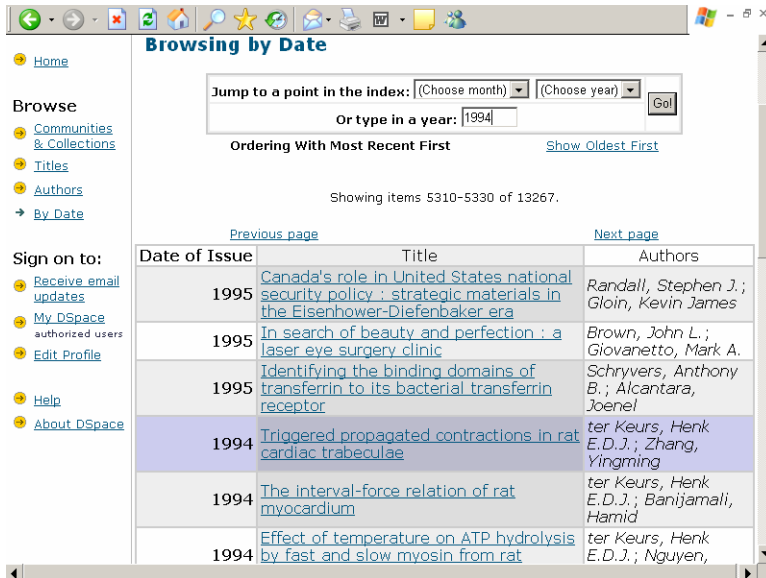 Browsing by Date
Home
Browse
Communities
& Collections
Titles
Authors
By Date
Sign on to:
Receive email
updates
My DSpace
authorized users
Edit Profile
Help
About DSpace
Jump to a point in the index: (Choose month) (Choose year)
Go!
Or type in a year: 1994
Ordering With Most Recent First Show Oldest First
Showing items 5310-5330 of 13267.
Previous page Next page
Date of Issue Title Authors
1995 Canada's role in United States national
security policy : strategic materials in
the Eisenhower-Diefenbaker era
Randall, Stephen J.;
Gloin, Kevin James
1995 In search of beauty and perfection : a
laser eye surgery clinic
Brown, John L.;
Giovanetto, Mark A.
1995 Identifying the binding domains of
transferrin to its bacterial transferrin
receptor
Schryvers, Anthony
B.; Alcantara,
Joenel
1994 Triggered propagated contractions in rat
cardiac trabeculae
ter Keurs, Henk
E.D.J.; Zhang,
Yingming
1994 The interval-force relation of rat
myocardium
ter Keurs, Henk
E.D.J.; Banijamali,
Hamid
1994 Effect of temperature on ATP hydrolysis
by fast and slow myosin from rat
ter Keurs, Henk
E.D.J.; Nguyen,